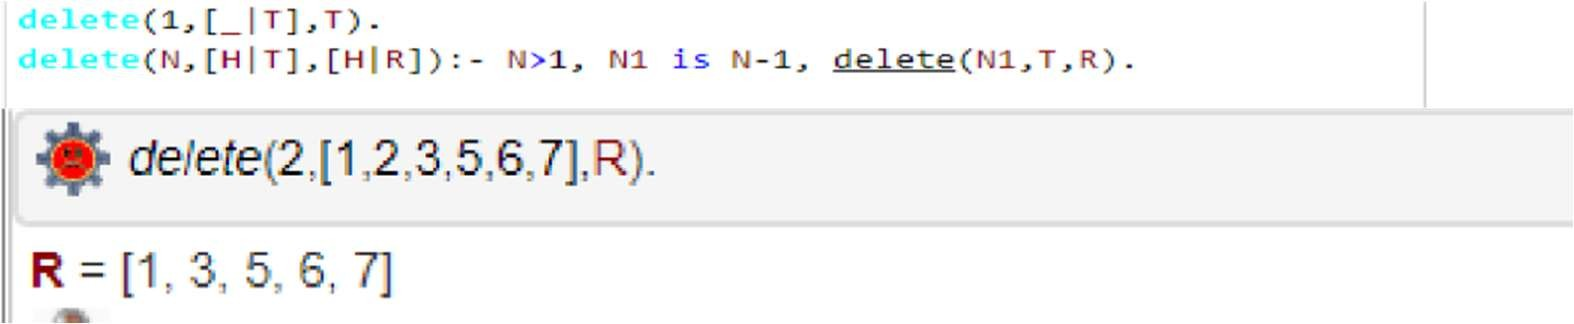 delete(1,[_|T],T).
delete(N,[H|T],[H|R]):- N>1, N1 is N-1, delete(N1,T,R).
delete(2,[1,2,3,5,6,7],R).
R = [1, 3, 5, 6, 7]